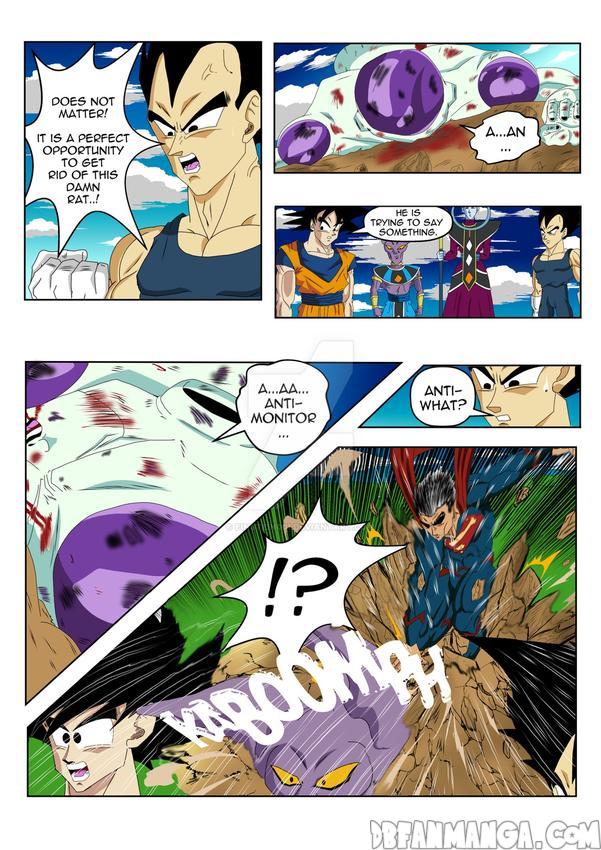 DOES NOT
MATTER!
IT IS A PERFECT
OPPORTUNITY
TO GET
RID OF THIS
DAMN
RAT..!
A...AN
...
HE IS
TRYING TO SAY
SOMETHING.
A...AA...
ANTI-
MONITOR
...
ANTI-
WHAT?
!?
KABOOMMHH
DBFANMANGA.COM